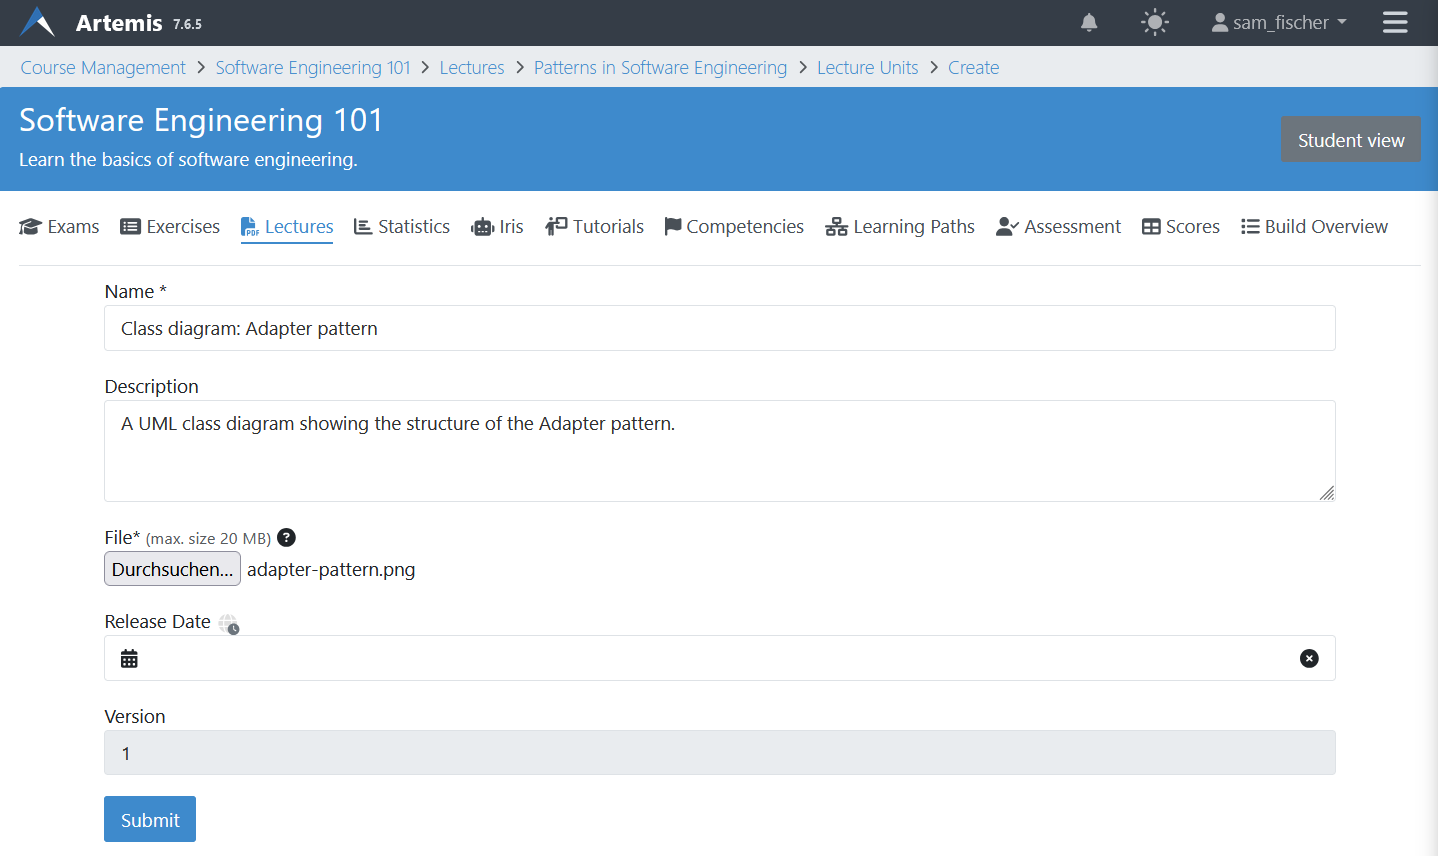 Artemis 7.6.5 sam_fischer
Course Management > Software Engineering 101 > Lectures > Patterns in Software Engineering > Lecture Units > Create
Software Engineering 101
Learn the basics of software engineering.
Student view
Exams Exercises Lectures Statistics Iris Tutorials Competencies Learning Paths Assessment Scores Build Overview
Name *
Class diagram: Adapter pattern
Description
A UML class diagram showing the structure of the Adapter pattern.
File* (max. size 20 MB) ?
Durchsuchen... adapter-pattern.png
Release Date
Version
1
Submit